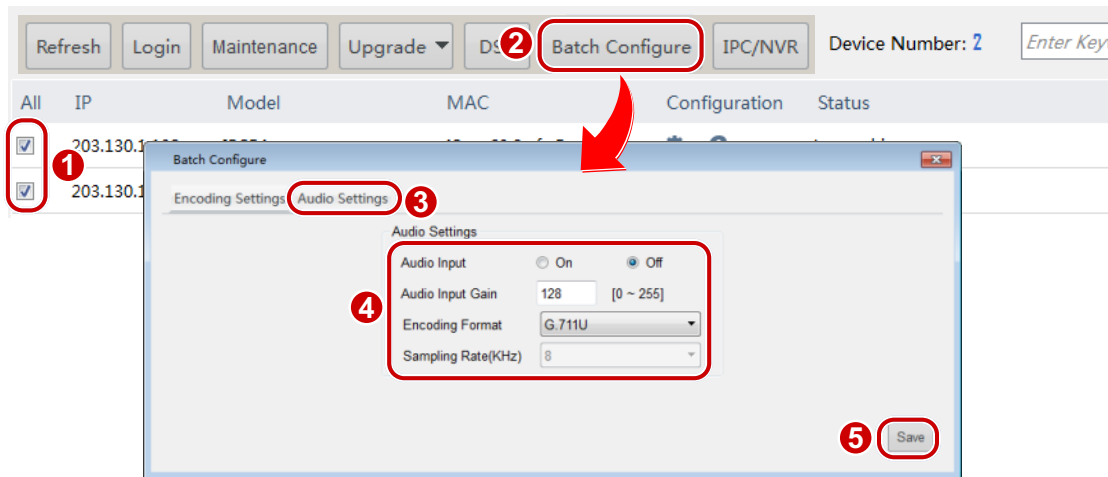 Refresh Login Maintenance Upgrade 2 Batch Configure IPC/NVR Device Number: 2 Enter Key
All IP Model MAC Configuration Status
1
203.130.1
203.130.1
Batch Configure
Encoding Settings Audio Settings 3
Audio Settings
4
Audio Input On Off
Audio Input Gain 128 [0 ~ 255]
Encoding Format G.711U
Sampling Rate(KHz) 8
5 Save